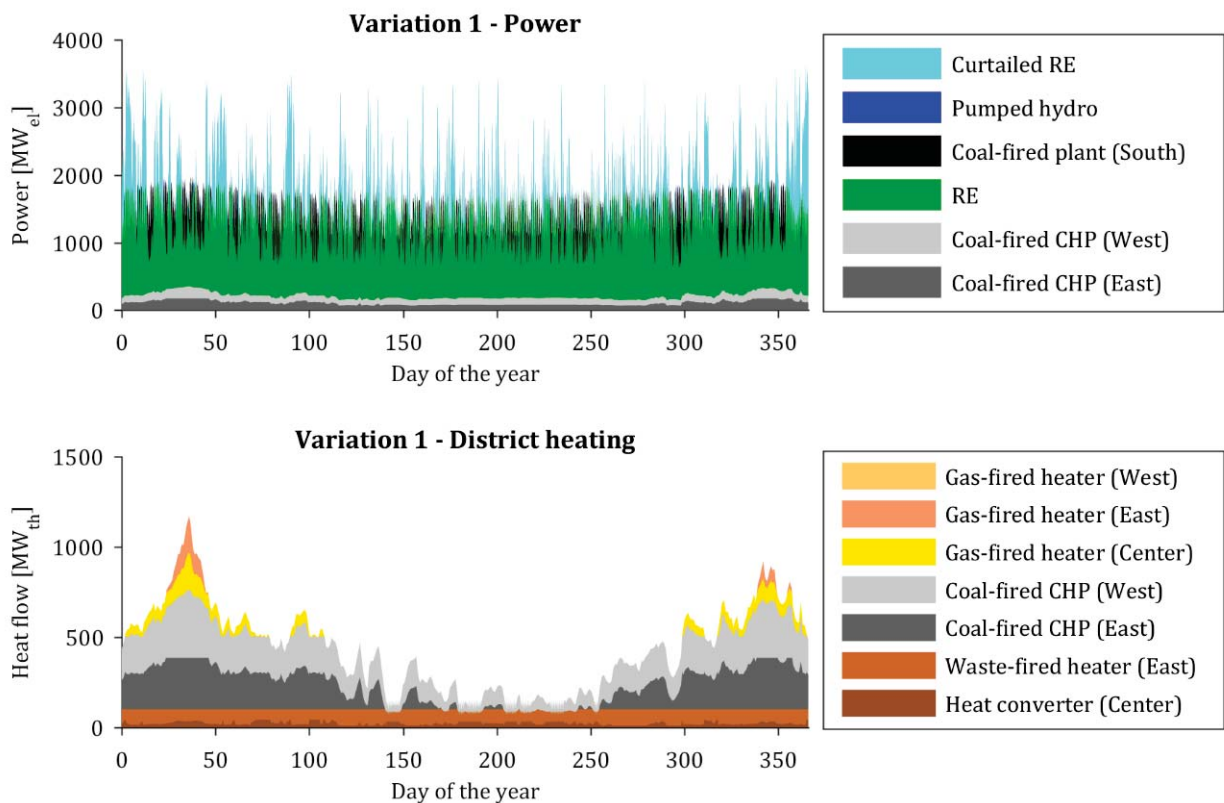 Variation 1 - Power
Power [MWel]
4000
3000
2000
1000
0
0 50 100 150 200 250 300 350
Day of the year
Curtailed RE
Pumped hydro
Coal-fired plant (South)
RE
Coal-fired CHP (West)
Coal-fired CHP (East)
Variation 1 - District heating
Heat flow [MWth]
1500
1000
500
0
0 50 100 150 200 250 300 350
Day of the year
Gas-fired heater (West)
Gas-fired heater (East)
Gas-fired heater (Center)
Coal-fired CHP (West)
Coal-fired CHP (East)
Waste-fired heater (East)
Heat converter (Center)